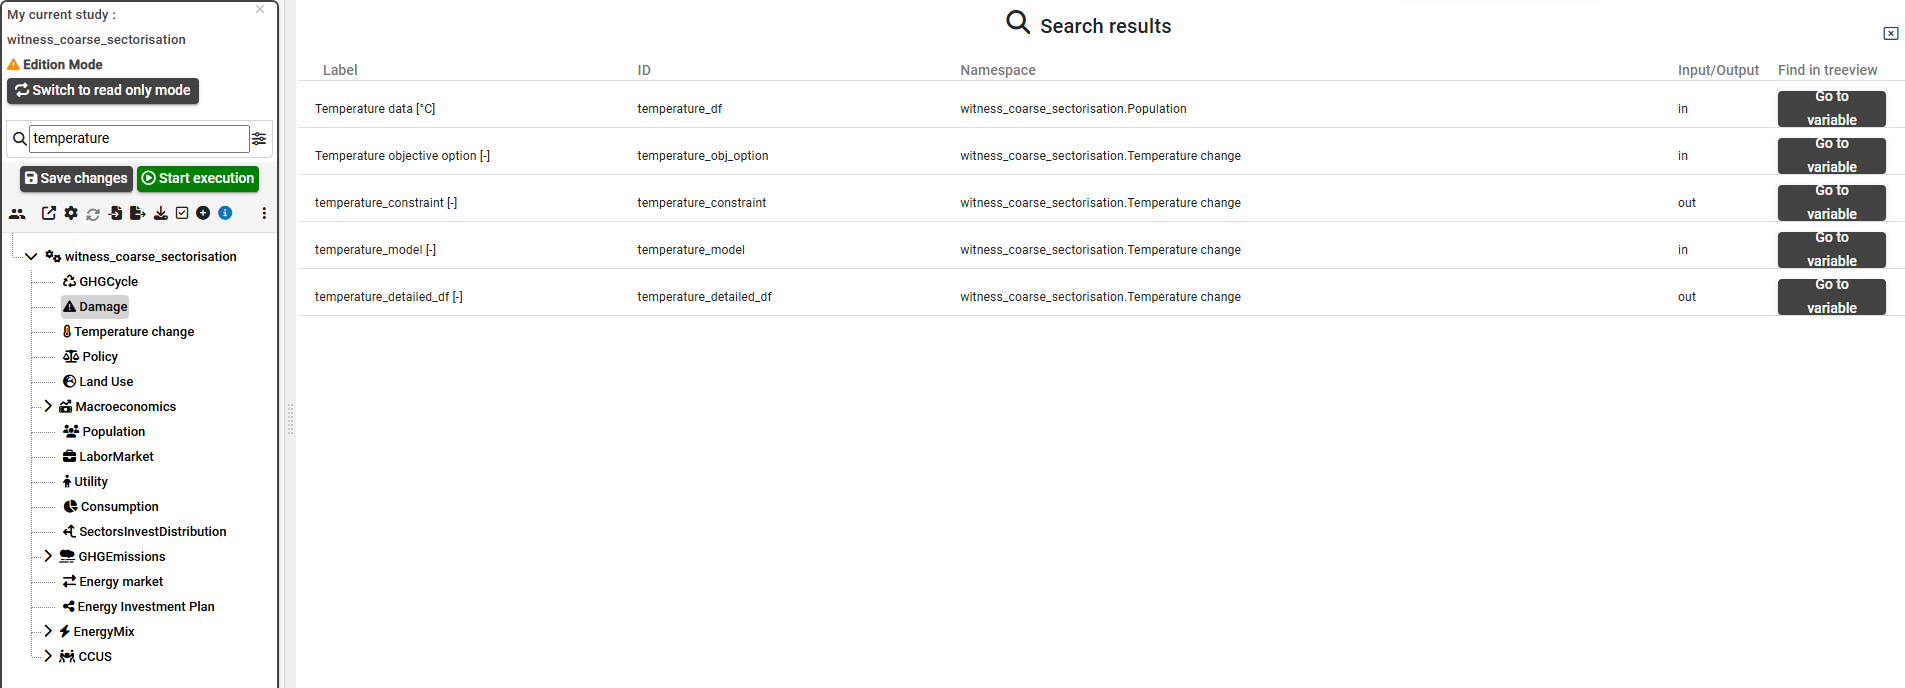 My current study :
witness_coarse_sectorisation
Edition Mode
Switch to read only mode
temperature
Save changes
Start execution
witness_coarse_sectorisation
GHGCycle
Damage
Temperature change
Policy
Land Use
Macroeconomics
Population
LaborMarket
Utility
Consumption
SectorsInvestDistribution
GHGEmissions
Energy market
Energy Investment Plan
EnergyMix
CCUS
Search results
Label ID Namespace Input/Output Find in treeview
Temperature data [°C] temperature_df witness_coarse_sectorisation.Population in Go to variable
Temperature objective option [-] temperature_obj_option witness_coarse_sectorisation.Temperature change in Go to variable
temperature_constraint [-] temperature_constraint witness_coarse_sectorisation.Temperature change out Go to variable
temperature_model [-] temperature_model witness_coarse_sectorisation.Temperature change in Go to variable
temperature_detailed_df [-] temperature_detailed_df witness_coarse_sectorisation.Temperature change out Go to variable